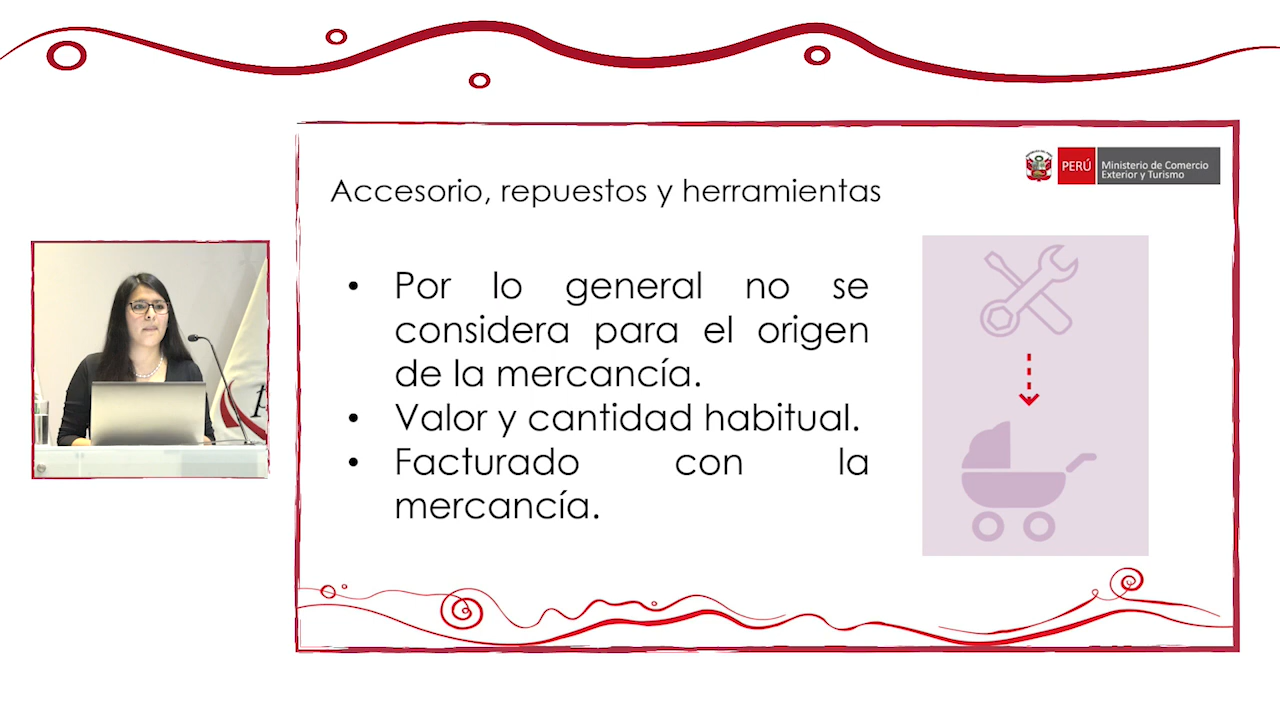 PERÚ
Ministerio de Comercio
Exterior y Turismo
Accesorio, repuestos y herramientas
• Por lo general no se
considera para el origen
de la mercancía.
• Valor y cantidad habitual.
• Facturado con la
mercancía.